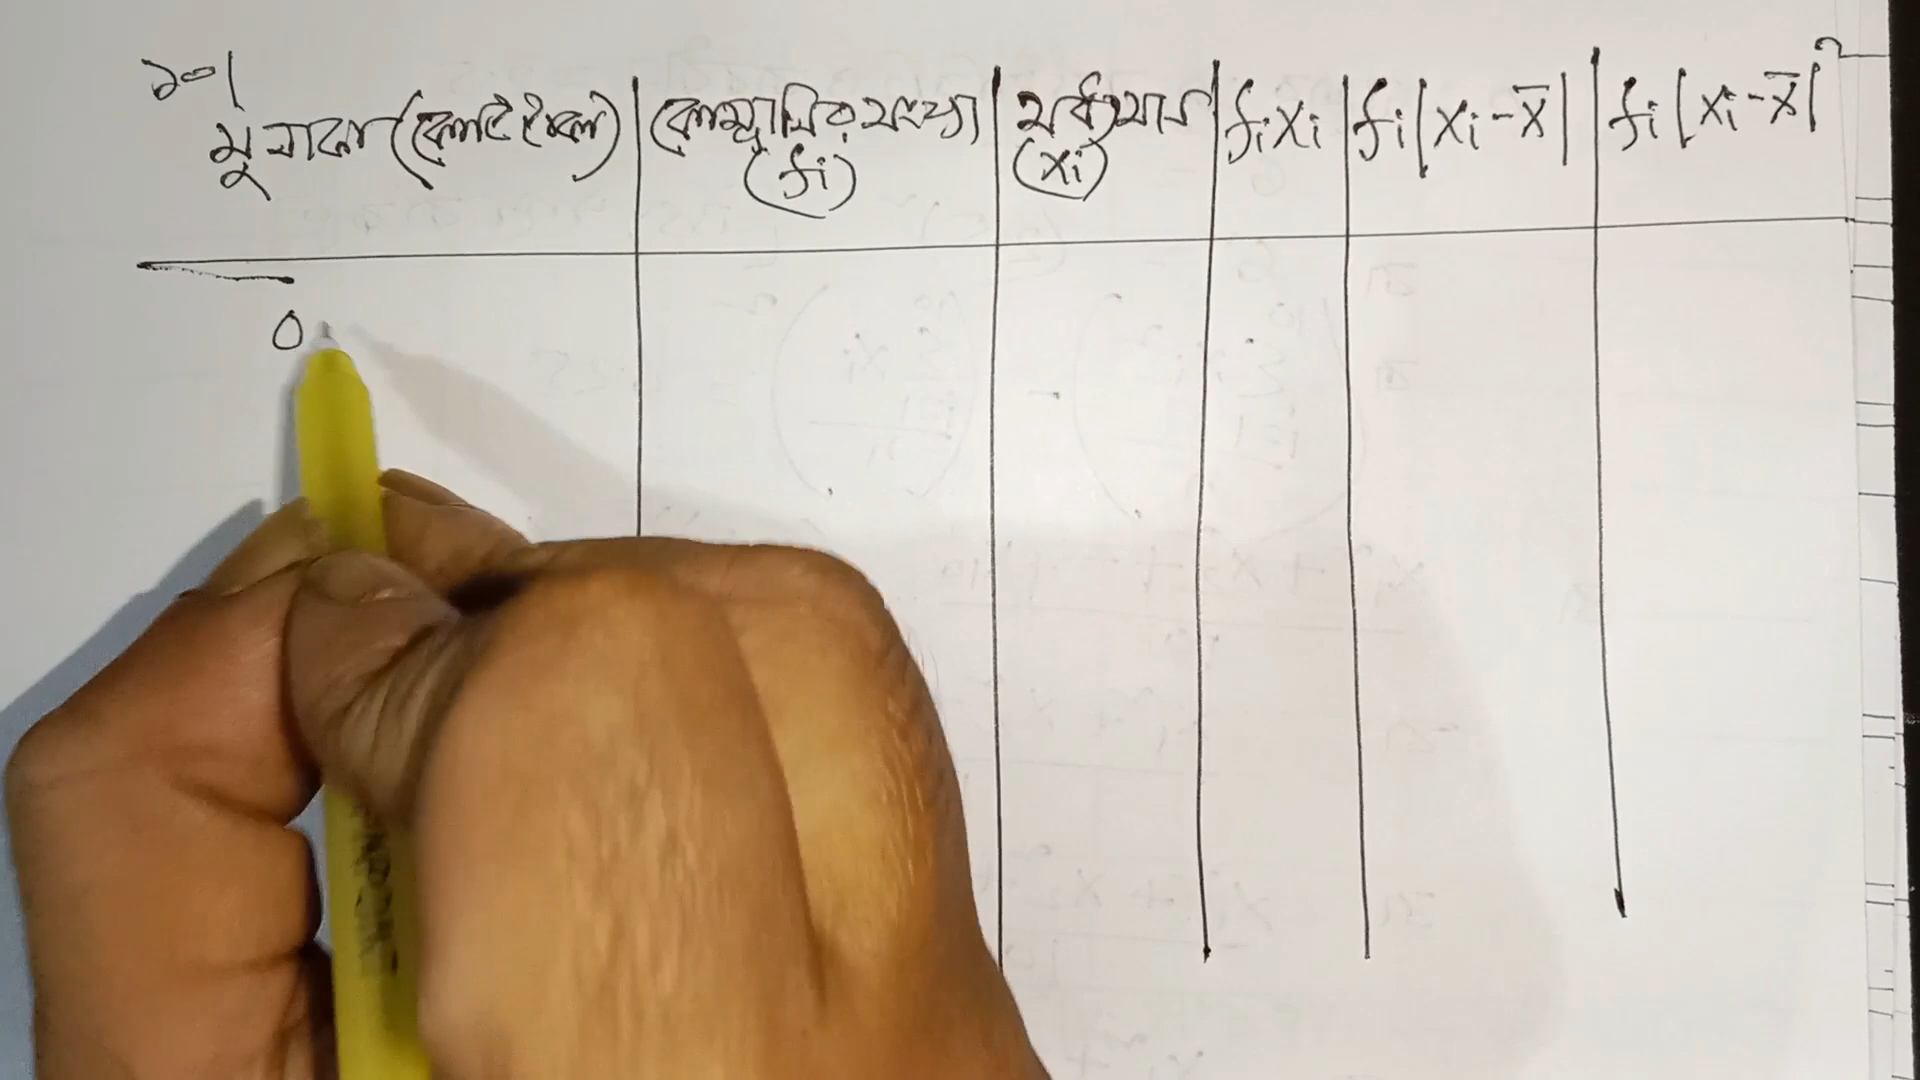 ১০।
মুনাফা (কোটি টাকা) কোম্পানির সংখ্যা মধ্যমান fᵢxᵢ fᵢ|xᵢ-x̄| fᵢ|xᵢ-x̄|²
(fᵢ) (xᵢ)
0